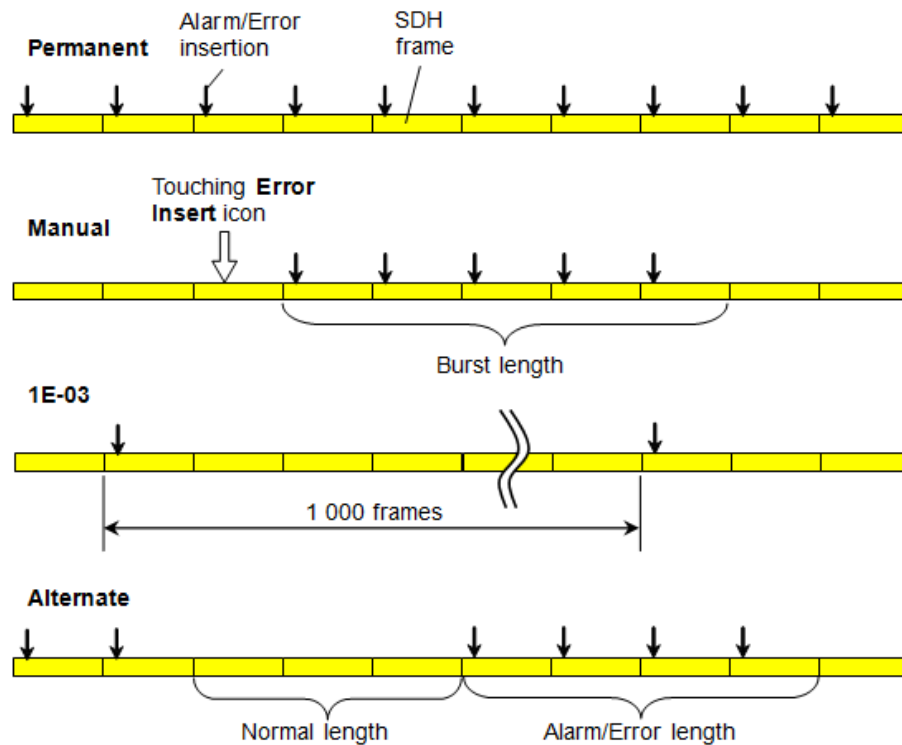 Permanent
Alarm/Error
insertion
SDH
frame
Manual
Touching Error
Insert icon
Burst length
1E-03
1 000 frames
Alternate
Normal length
Alarm/Error length